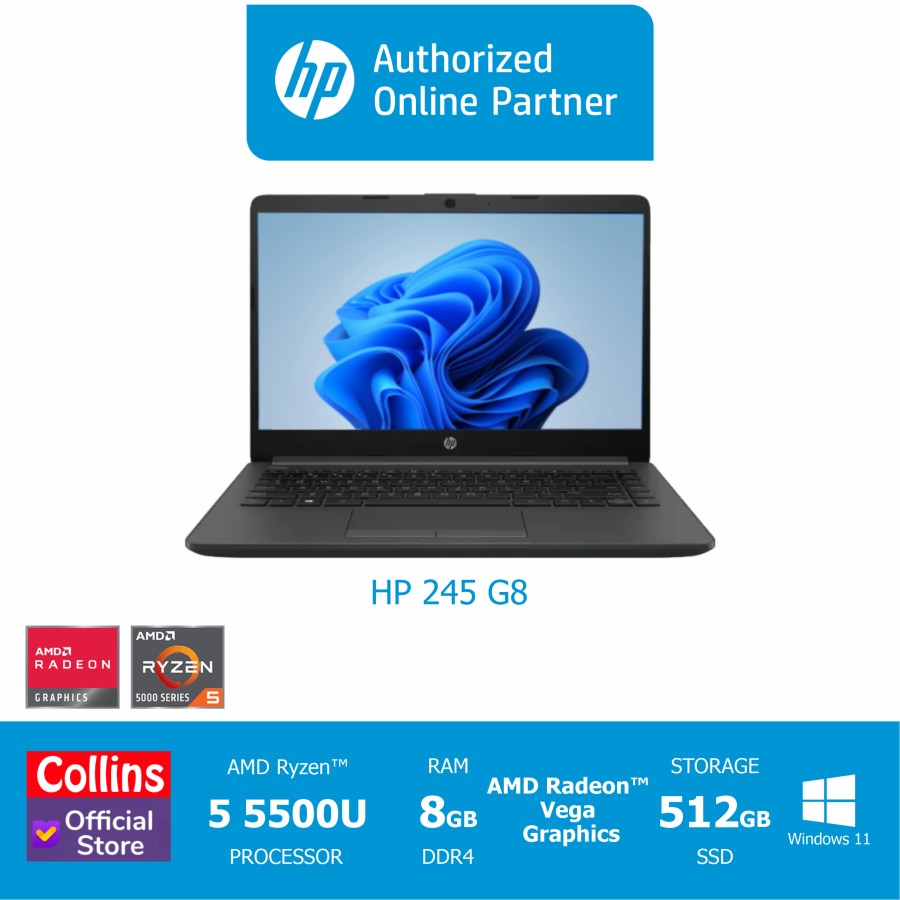 hp
Authorized
Online Partner
hp
HP 245 G8
AMD
RADEON
GRAPHICS
AMD
RYZEN
5000 SERIES 5
Collins
Official
Store
AMD Ryzen™
5 5500U
PROCESSOR
RAM
8GB
DDR4
AMD Radeon™
Vega
Graphics
STORAGE
512GB
SSD
Windows 11